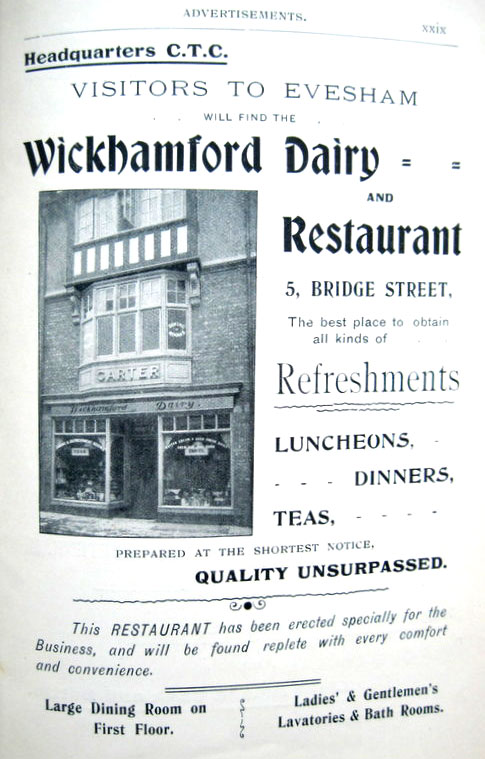 ADVERTISEMENTS.
xxix
Headquarters C.T.C.
VISITORS TO EVESHAM
WILL FIND THE
Wickhamford Dairy = =
AND
Restaurant
5, BRIDGE STREET,
The best place to obtain
all kinds of
Refreshments
CARTER
Wickhamford Dairy.
LUNCHEONS, -
- - - DINNERS,
TEAS, - - - -
PREPARED AT THE SHORTEST NOTICE.
QUALITY UNSURPASSED.
This RESTAURANT has been erected specially for the
Business, and will be found replete with every comfort
and convenience.
Large Dining Room on
First Floor.
Ladies' & Gentlemen's
Lavatories & Bath Rooms.